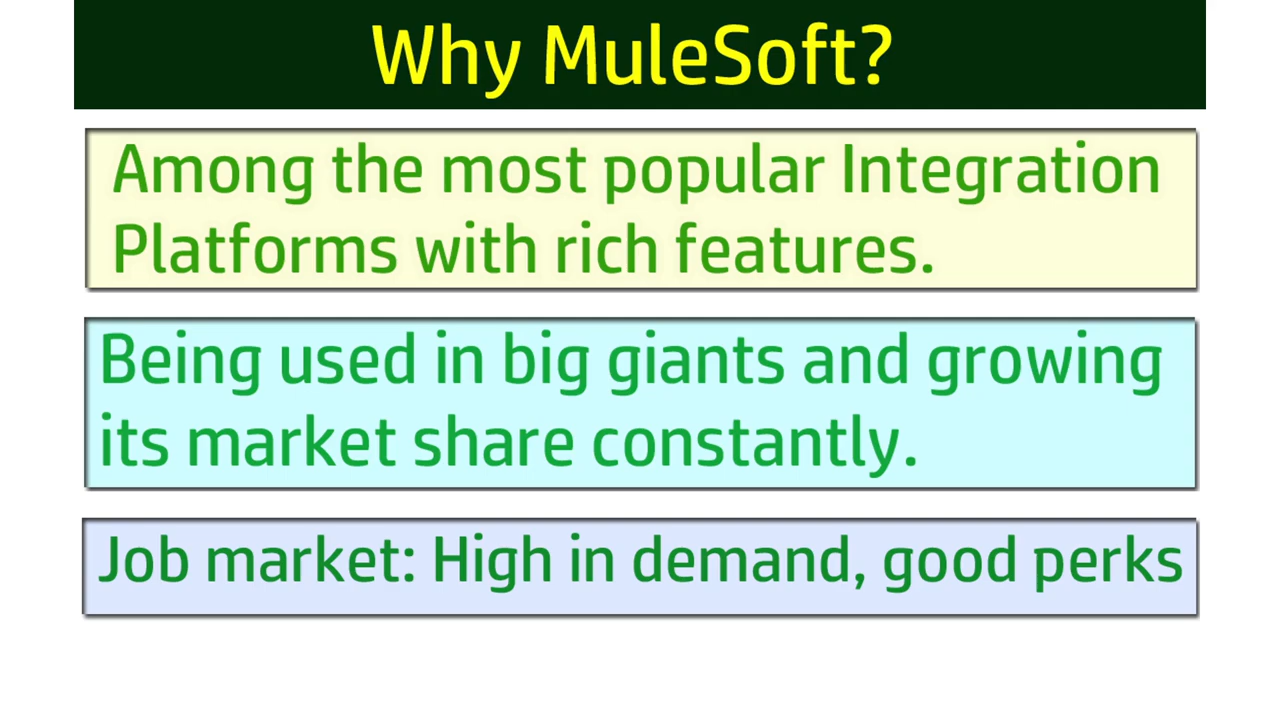 Why MuleSoft?
Among the most popular Integration
Platforms with rich features.
Being used in big giants and growing
its market share constantly.
Job market: High in demand, good perks